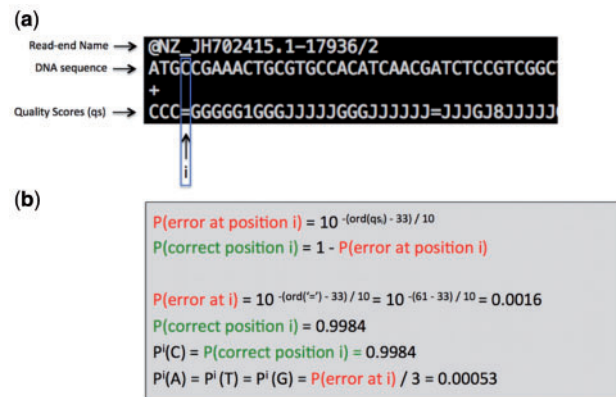 (a)
Read-end Name
@NZ_JH702415.1-17936/2
DNA sequence
ATGCCGAAACTGCGTGCCACATCAACGATCTCCGTCGGCT
+
Quality Scores (qs)
CCC=GGGGG1GGGJJJJJGGGJJJJJJ=JJJGJ8JJJJJ
i
(b)
P(error at position i) = 10 -(ord(qsᵢ) - 33) / 10
P(correct position i) = 1 - P(error at position i)
P(error at i) = 10 -(ord('=') - 33) / 10 = 10 -(61 - 33) / 10 = 0.0016
P(correct position i) = 0.9984
Pⁱ(C) = P(correct position i) = 0.9984
Pⁱ(A) = Pⁱ (T) = Pⁱ (G) = P(error at i) / 3 = 0.00053